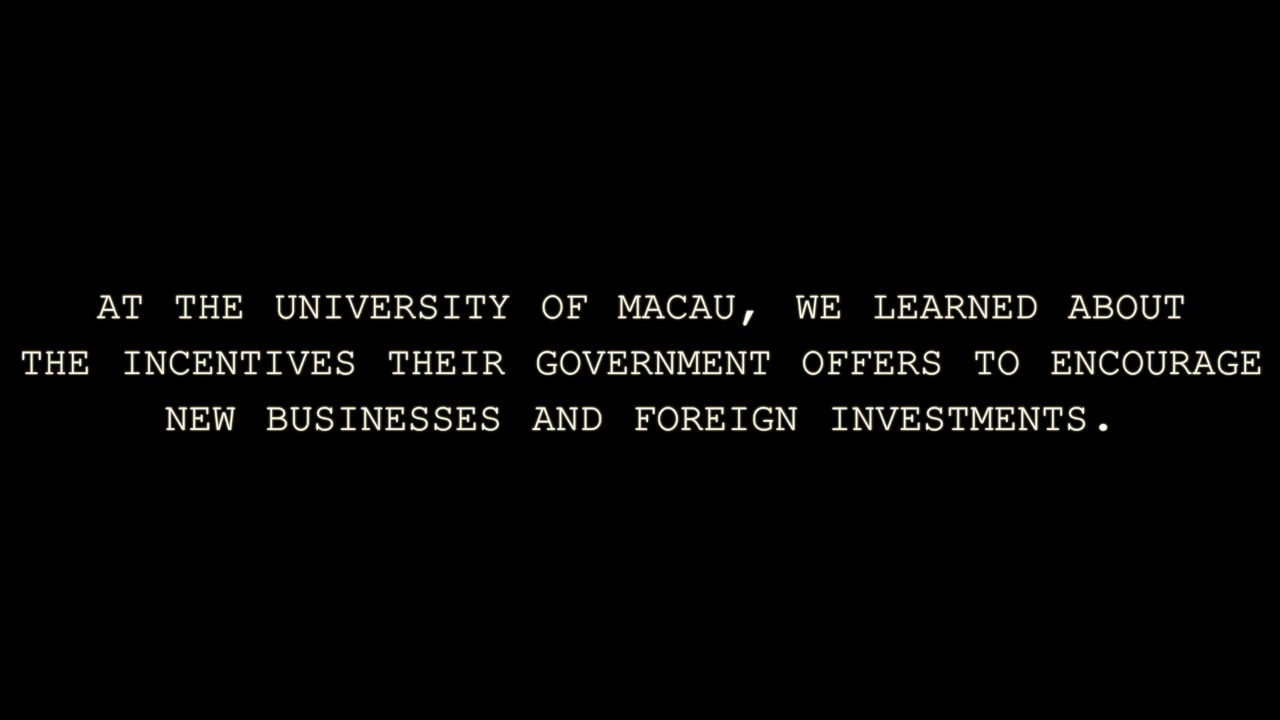 AT THE UNIVERSITY OF MACAU, WE LEARNED ABOUT
THE INCENTIVES THEIR GOVERNMENT OFFERS TO ENCOURAGE
NEW BUSINESSES AND FOREIGN INVESTMENTS.